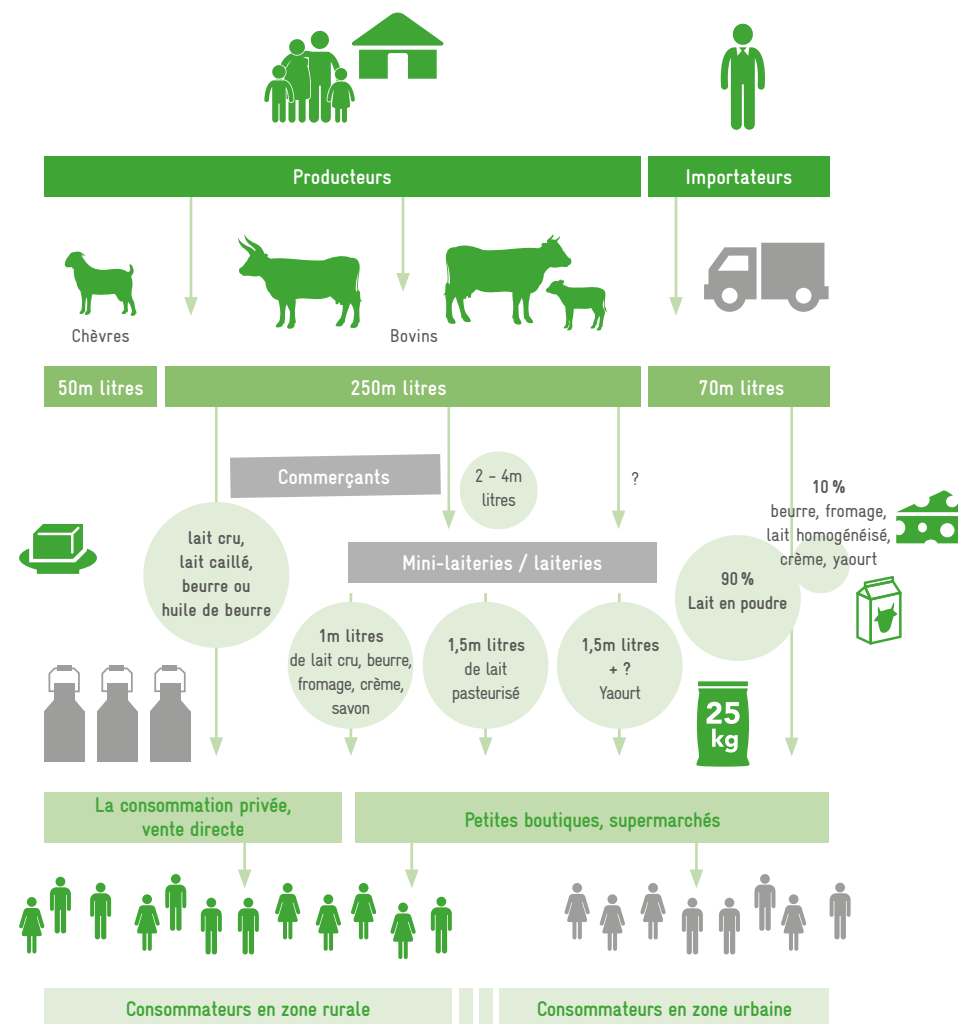 Producteurs
Importateurs
Chèvres
Bovins
50m litres
250m litres
70m litres
Commerçants
2 - 4m
litres
?
10 %
beurre, fromage,
lait homogénéisé,
crème, yaourt
lait cru,
lait caillé,
beurre ou
huile de beurre
Mini-laiteries / laiteries
90 %
Lait en poudre
1m litres
de lait cru, beurre,
fromage, crème,
savon
1,5m litres
de lait
pasteurisé
1,5m litres
+ ?
Yaourt
25
kg
La consommation privée,
vente directe
Petites boutiques, supermarchés
Consommateurs en zone rurale
Consommateurs en zone urbaine